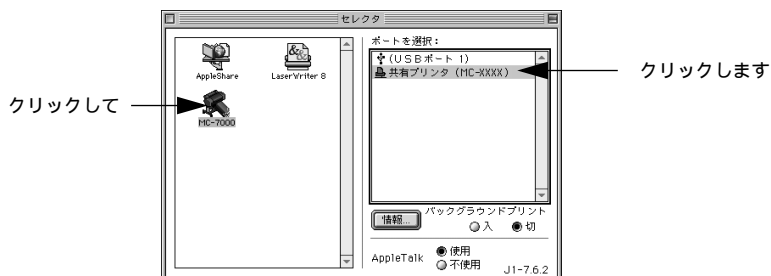 セレクタ
AppleShare
LaserWriter 8
MC-7000
ポートを選択：
(USBポート 1)
共有プリンタ (MC-XXXX)
クリックして
クリックします
情報...
バックグラウンドプリント
入 切
AppleTalk
使用
不使用
J1-7.6.2